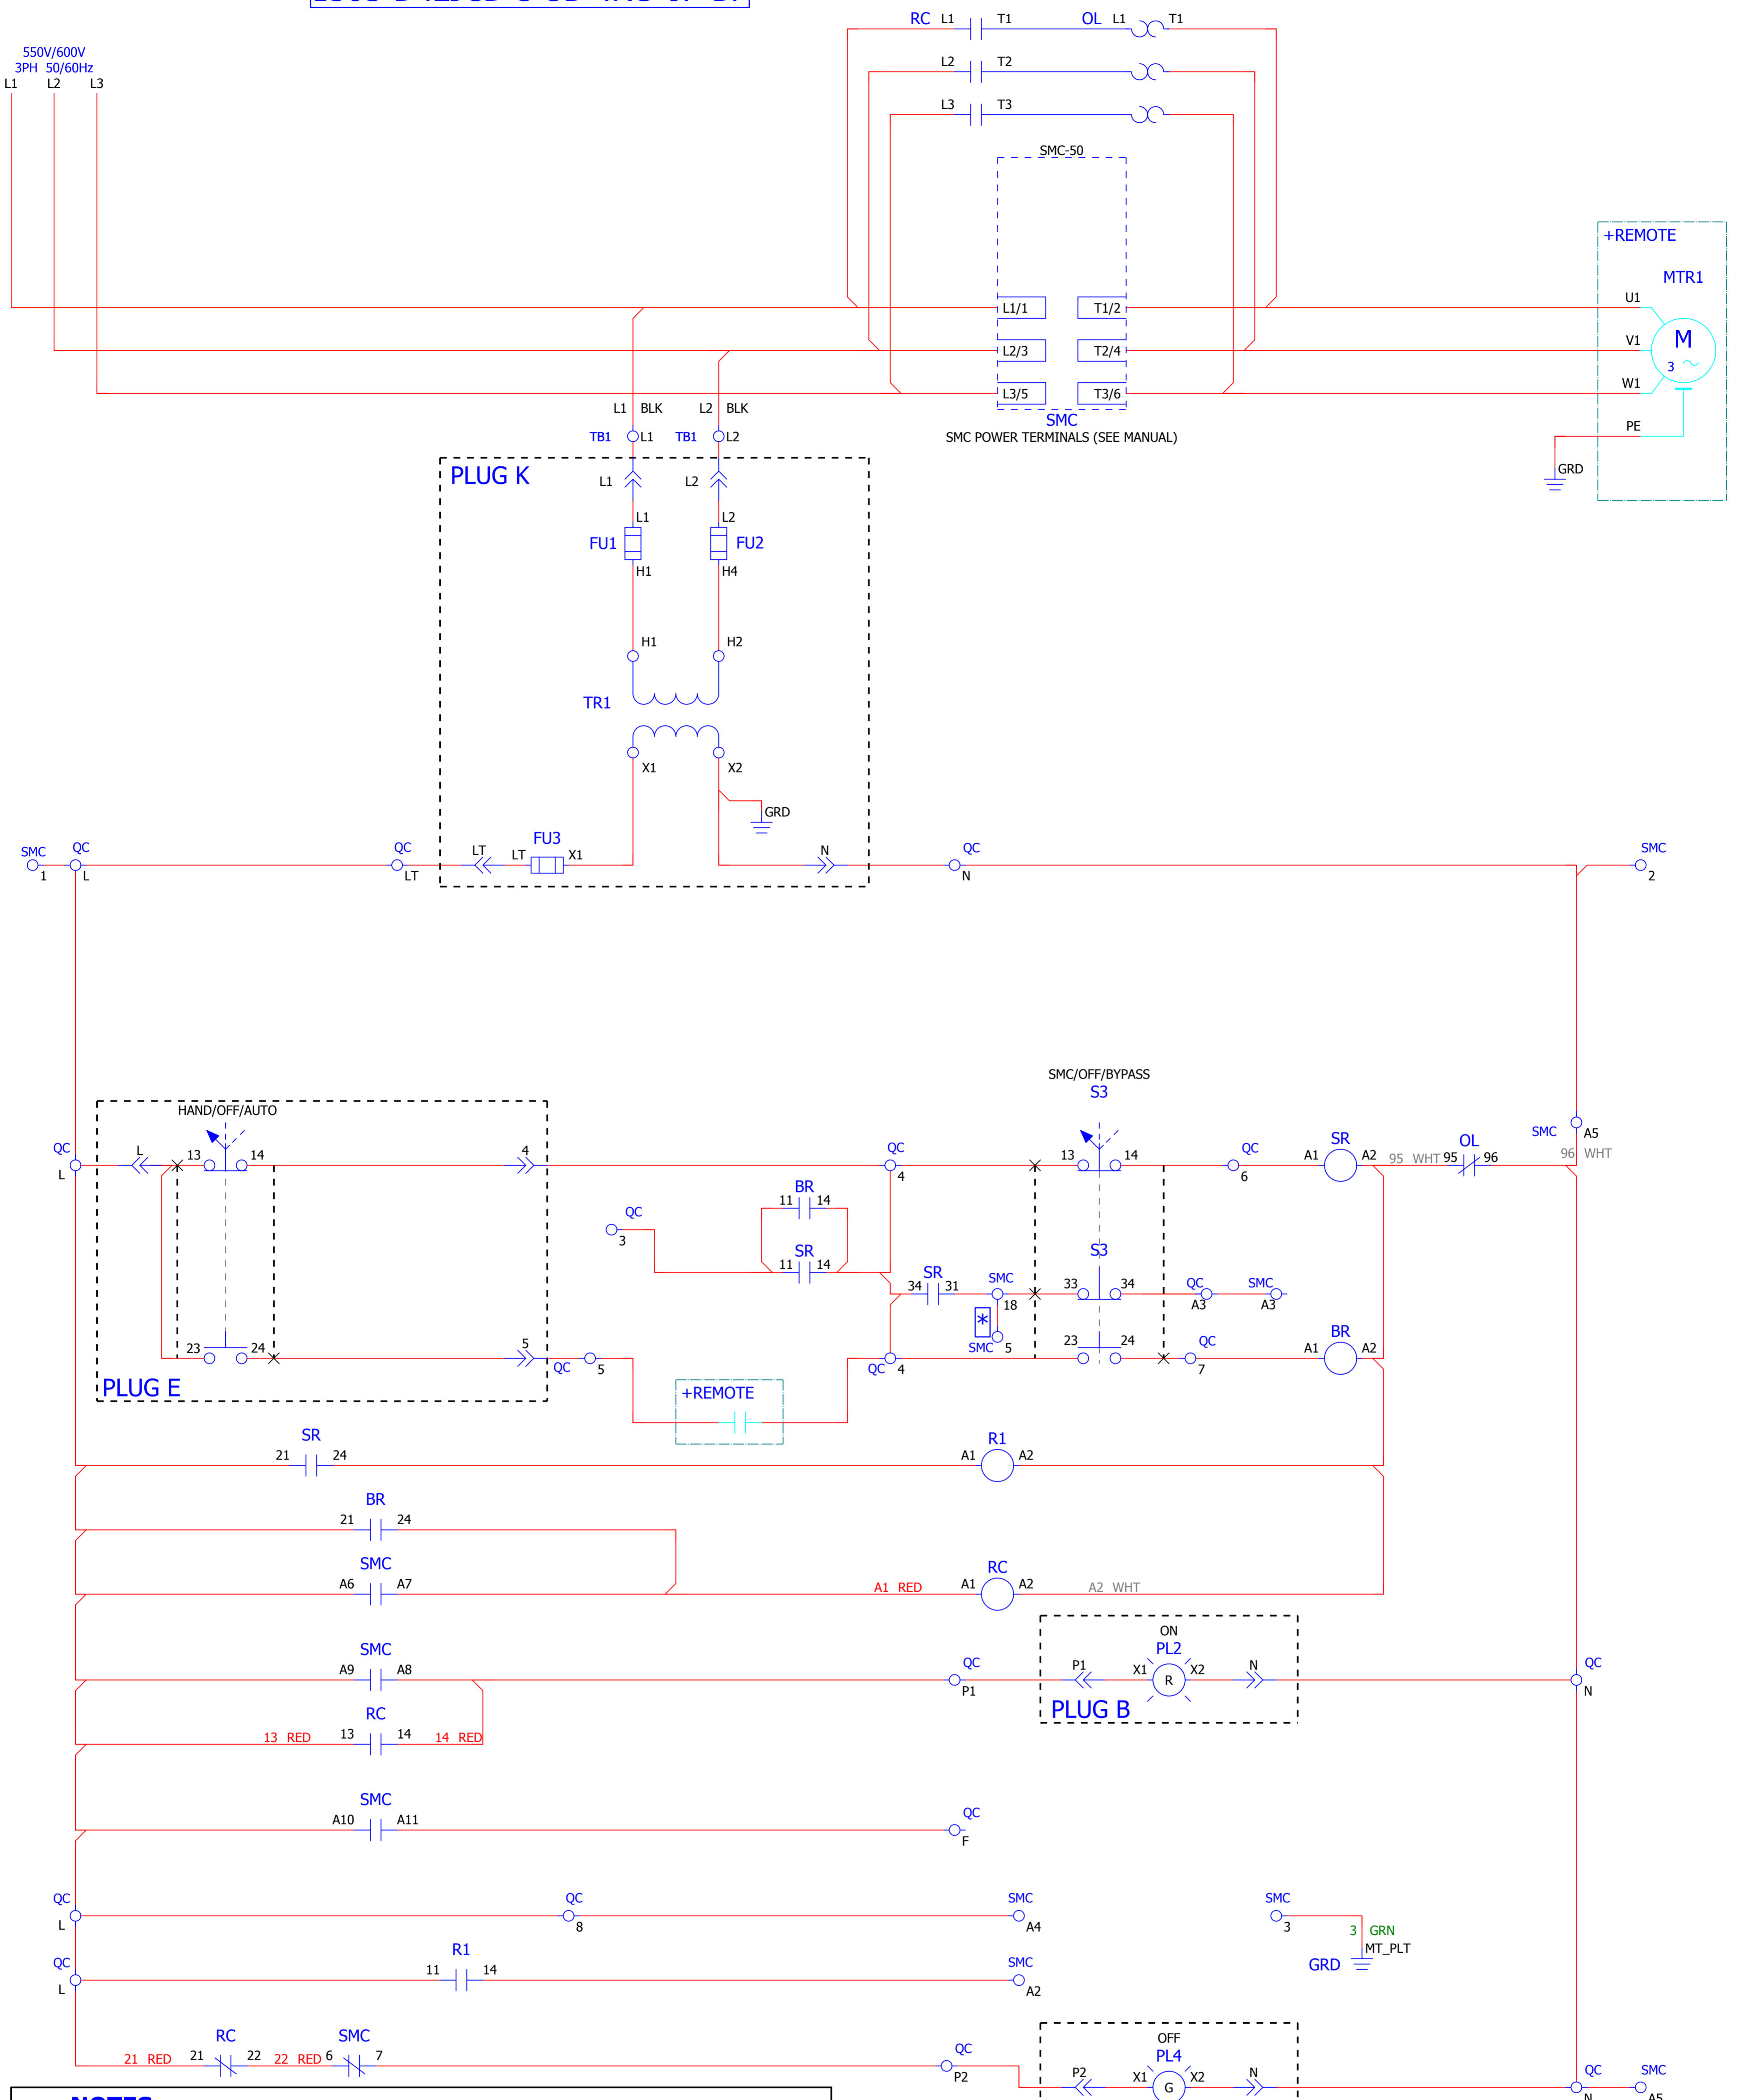 550V/600V
3PH 50/60Hz
L1 L2 L3
RC L1 T1 OL L1 T1
L2 T2
L3 T3
SMC-50
+REMOTE
MTR1
L1/1 T1/2 U1
L2/3 T2/4 V1
M
3
L3/5 T3/6 W1
SMC
SMC POWER TERMINALS (SEE MANUAL)
PE
GRD
L1 BLK L2 BLK
TB1 L1 TB1 L2
PLUG K
L1 L2
L1 L2
FU1 FU2
H1 H4
H1 H2
TR1
X1 X2
GRD
SMC QC QC LT LT FU3 X1 N QC SMC
1 L LT N 2
SMC/OFF/BYPASS
S3
HAND/OFF/AUTO
QC L 13 14 4 QC 13 14 QC SR OL SMC A5
L 4 6 A1 A2 95 WHT 95 96 96 WHT
BR
11 14
QC
3
SR
11 14
S3
SR
34 31 SMC 33 34 QC SMC
18 A3 A3
*
SMC 5
23 24 5 QC 5 QC 4 23 24 QC 7 BR A1 A2
PLUG E
+REMOTE
SR
21 24
R1
A1 A2
BR
21 24
SMC
A6 A7
RC
A1 RED A1 A2 A2 WHT
ON
SMC
A9 A8
QC
P1
P1 PL2 X1 R X2 N
QC
N
PLUG B
RC
13 RED 13 14 14 RED
SMC
A10 A11
QC
F
QC QC SMC SMC
L 8 A4 3
3 GRN
MT_PLT
GRD
QC R1 SMC
L 11 14 A2
OFF
RC SMC PL4
21 RED 21 22 22 RED 6 7 QC
P2
P2 X1 G X2 N
QC SMC
N A5
NOTES